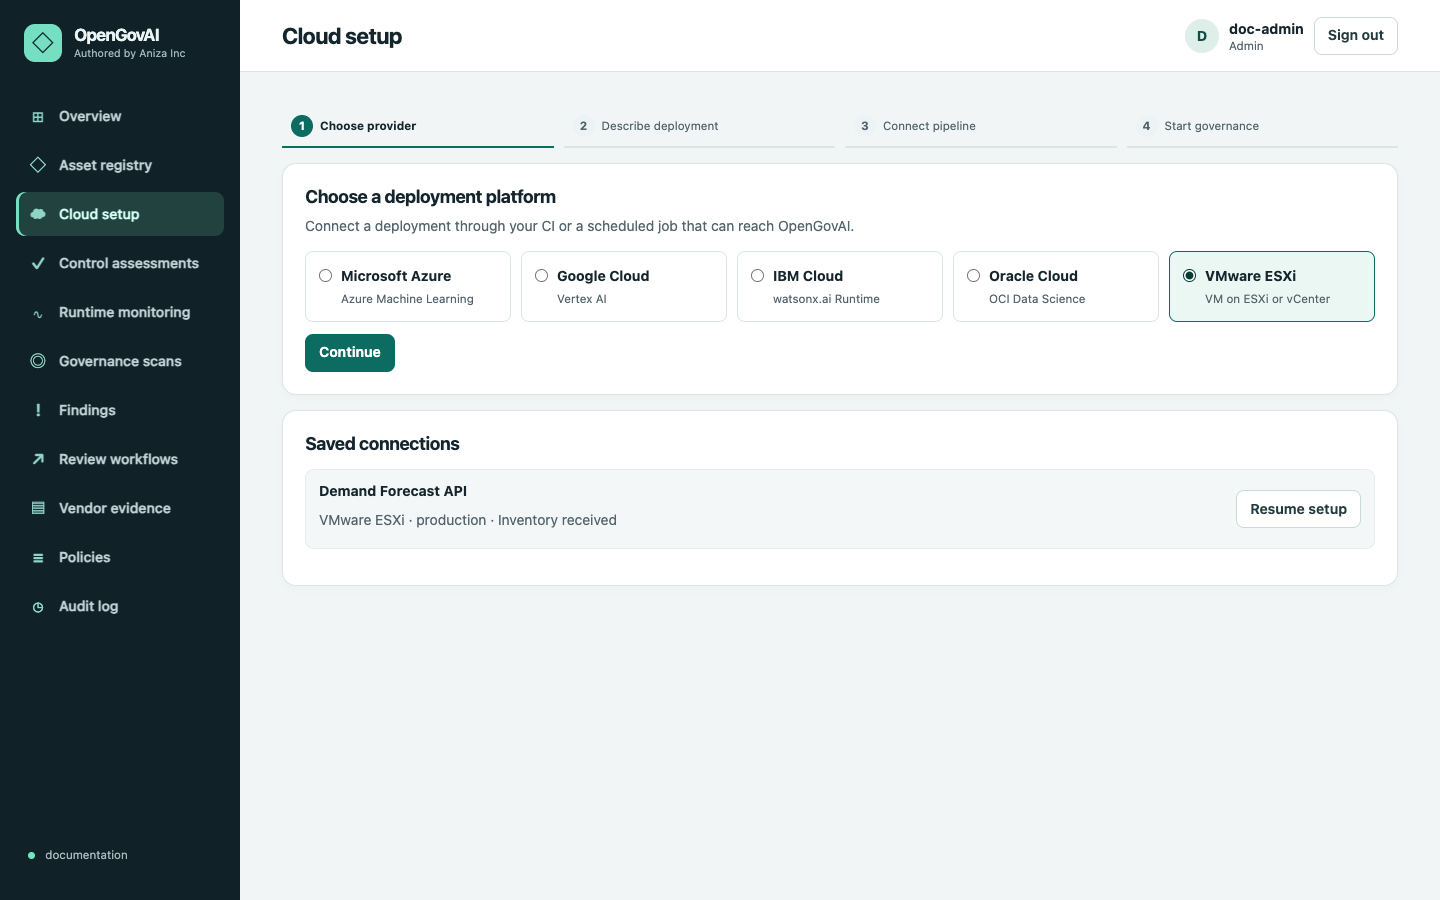 OpenGovAI
Authored by Aniza Inc
Overview
Asset registry
Cloud setup
Control assessments
Runtime monitoring
Governance scans
Findings
Review workflows
Vendor evidence
Policies
Audit log
documentation
Cloud setup
D
doc-admin
Admin
Sign out
1 Choose provider
2 Describe deployment
3 Connect pipeline
4 Start governance
Choose a deployment platform
Connect a deployment through your CI or a scheduled job that can reach OpenGovAI.
Microsoft Azure
Azure Machine Learning
Google Cloud
Vertex AI
IBM Cloud
watsonx.ai Runtime
Oracle Cloud
OCI Data Science
VMware ESXi
VM on ESXi or vCenter
Continue
Saved connections
Demand Forecast API
VMware ESXi · production · Inventory received
Resume setup